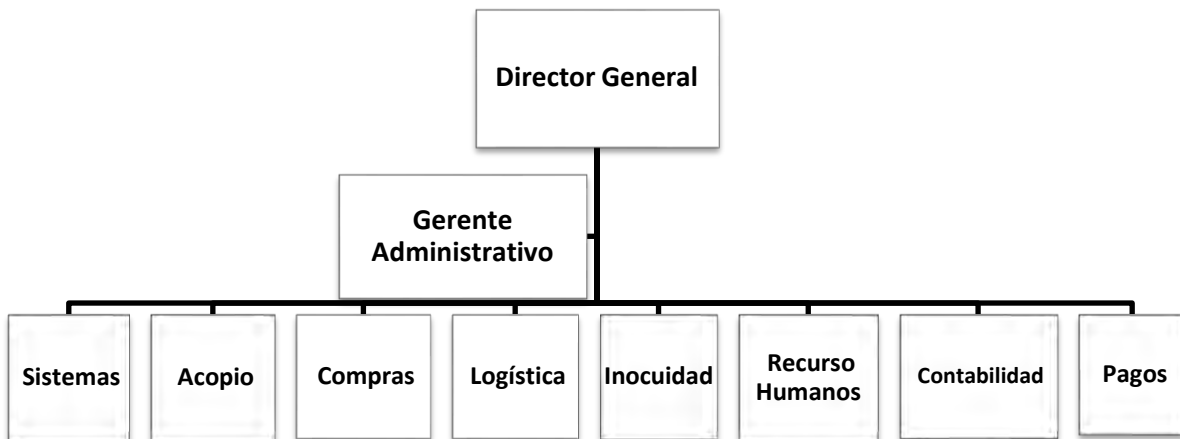 Director General
Gerente
Administrativo
Sistemas
Acopio
Compras
Logística
Inocuidad
Recurso
Humanos
Contabilidad
Pagos